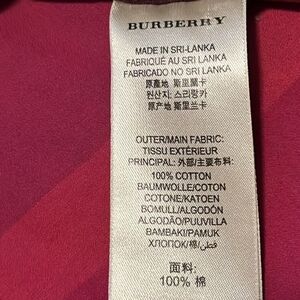 BURBERRY
MADE IN SRI-LANKA
FABRIQUÉ AU SRI LANKA
FABRICADO NO SRI LANKA
原產地 斯里蘭卡
원산지: 스리랑카
原产地 斯里兰卡
OUTER/MAIN FABRIC:
TISSU EXTÉRIEUR
PRINCIPAL: 外部/主要布料:
100% COTTON
BAUMWOLLE/COTON
COTONE/KATOEN
BOMULL/ALGODÓN
ALGODÃO/PUUVILLA
BAMBAKI/PAMUK
ХЛОПОК/棉/قطن
面料:
100% 棉